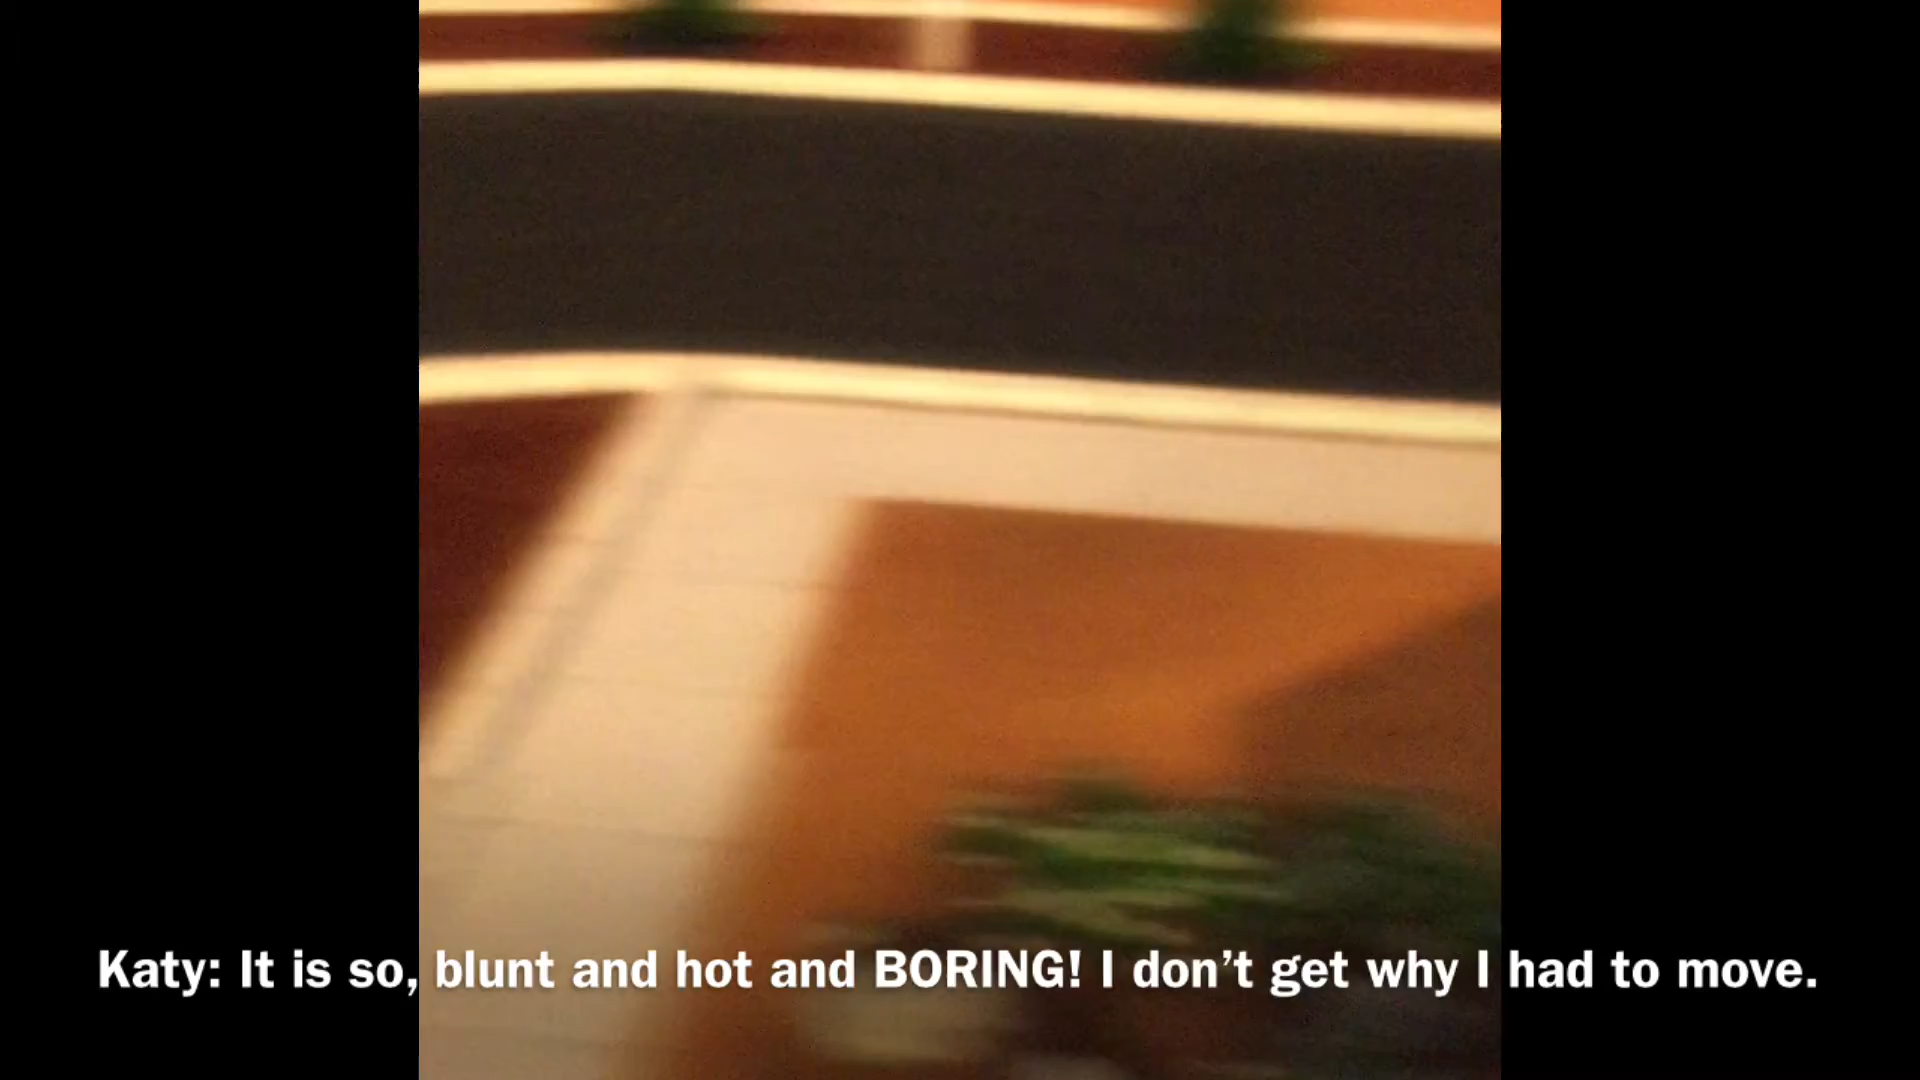 Katy: It is so, blunt and hot and BORING! I don’t get why I had to move.